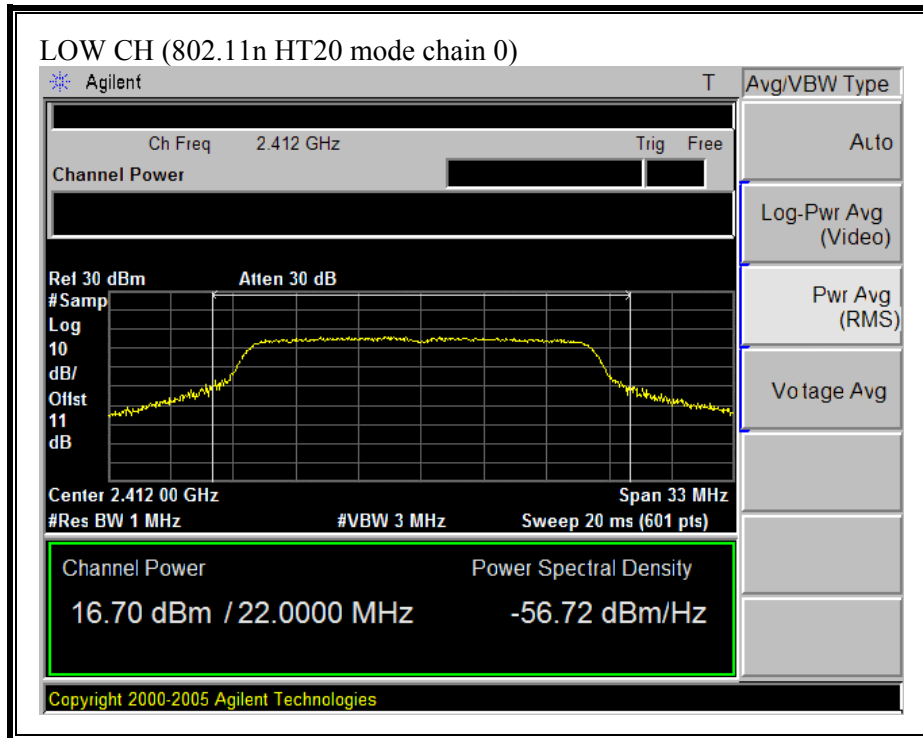 LOW CH (802.11n HT20 mode chain 0)
Agilent T
Avg/VBW Type
Ch Freq 2.412 GHz Trig Free
Channel Power
Auto
Log-Pwr Avg
(Video)
Pwr Avg
(RMS)
Voltage Avg
Ref 30 dBm Atten 30 dB
#Samp
Log
10
dB/
Offst
11
dB
Center 2.412 00 GHz Span 33 MHz
#Res BW 1 MHz #VBW 3 MHz Sweep 20 ms (601 pts)
Channel Power Power Spectral Density
16.70 dBm / 22.0000 MHz -56.72 dBm/Hz
Copyright 2000-2005 Agilent Technologies